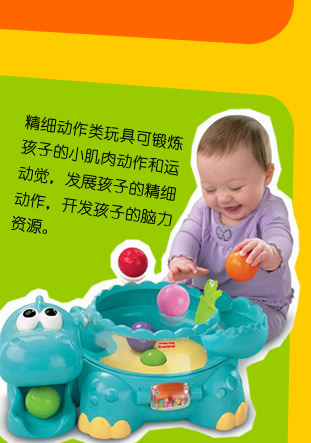 精细动作类玩具可锻炼
孩子的小肌肉动作和运
动觉，发展孩子的精细
动作，开发孩子的脑力
资源。
Fisher-Price